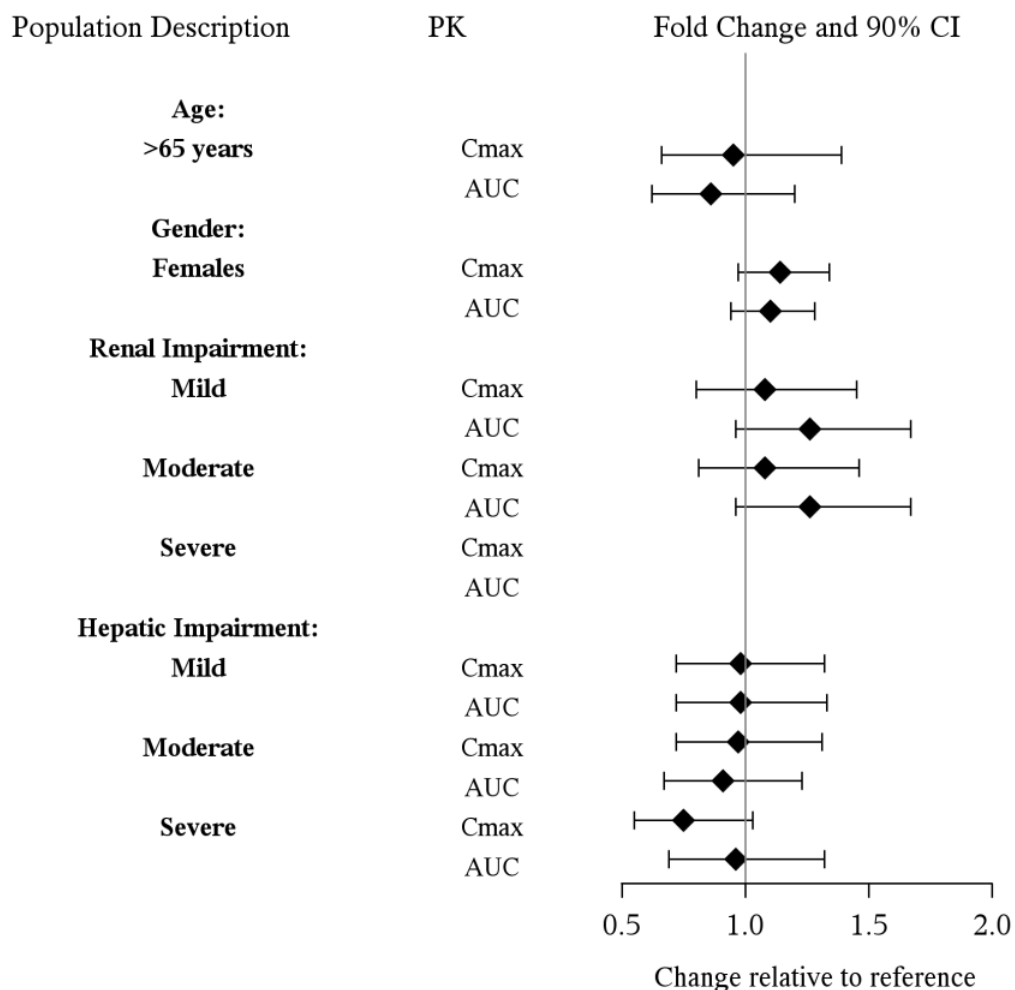 Population Description PK Fold Change and 90% CI
Age:
>65 years Cmax
AUC
Gender:
Females Cmax
AUC
Renal Impairment:
Mild Cmax
AUC
Moderate Cmax
AUC
Severe Cmax
AUC
Hepatic Impairment:
Mild Cmax
AUC
Moderate Cmax
AUC
Severe Cmax
AUC
0.5 1.0 1.5 2.0
Change relative to reference